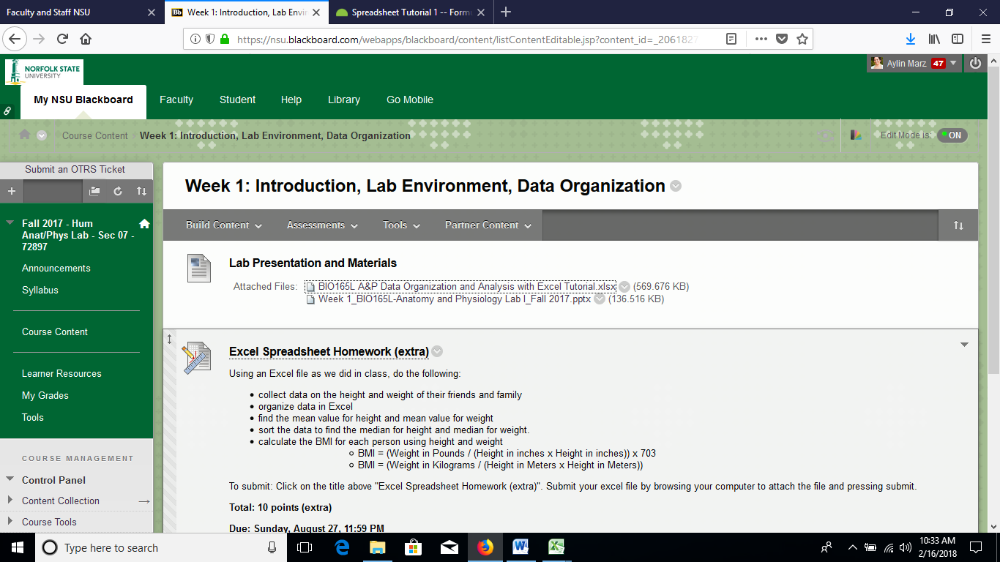 Faculty and Staff NSU
Week 1: Introduction, Lab Envir
Spreadsheet Tutorial 1 -- Form
https://nsu.blackboard.com/webapps/blackboard/content/listContentEditable.jsp?content_id=_2061827
NORFOLK STATE
UNIVERSITY
Aylin Marz 47
My NSU Blackboard Faculty Student Help Library Go Mobile
Course Content Week 1: Introduction, Lab Environment, Data Organization
Edit Mode is: ON
Submit an OTRS Ticket
Fall 2017 - Hum
Anat/Phys Lab - Sec 07 -
72897
Announcements
Syllabus
Course Content
Learner Resources
My Grades
Tools
COURSE MANAGEMENT
Control Panel
Content Collection
Course Tools
Week 1: Introduction, Lab Environment, Data Organization
Build Content Assessments Tools Partner Content
Lab Presentation and Materials
Attached Files: BIO165L A&P Data Organization and Analysis with Excel Tutorial.xlsx (569.676 KB)
Week 1_BIO165L-Anatomy and Physiology Lab I_Fall 2017.pptx (136.516 KB)
Excel Spreadsheet Homework (extra)
Using an Excel file as we did in class, do the following:
collect data on the height and weight of their friends and family
organize data in Excel
find the mean value for height and mean value for weight
sort the data to find the median for height and median for weight.
calculate the BMI for each person using height and weight
BMI = (Weight in Pounds / (Height in inches x Height in inches)) x 703
BMI = (Weight in Kilograms / (Height in Meters x Height in Meters))
To submit: Click on the title above "Excel Spreadsheet Homework (extra)". Submit your excel file by browsing your computer to attach the file and pressing submit.
Total: 10 points (extra)
Due: Sunday, August 27, 11:59 PM
Type here to search
10:33 AM
2/16/2018